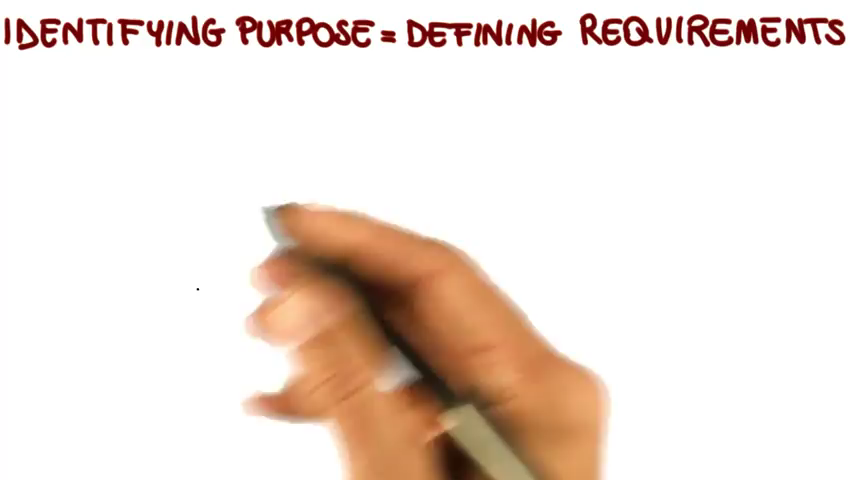 IDENTIFYING PURPOSE = DEFINING REQUIREMENTS